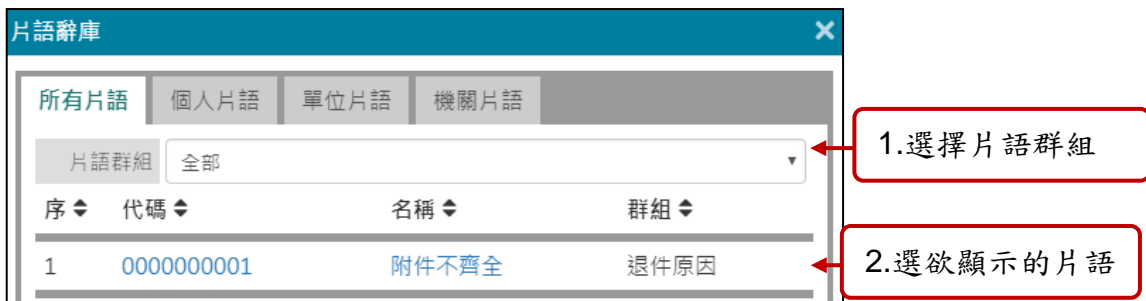 片語辭庫
所有片語 個人片語 單位片語 機關片語
片語群組 全部
1.選擇片語群組
序 代碼 名稱 群組
1 0000000001 附件不齊全 退件原因
2.選欲顯示的片語